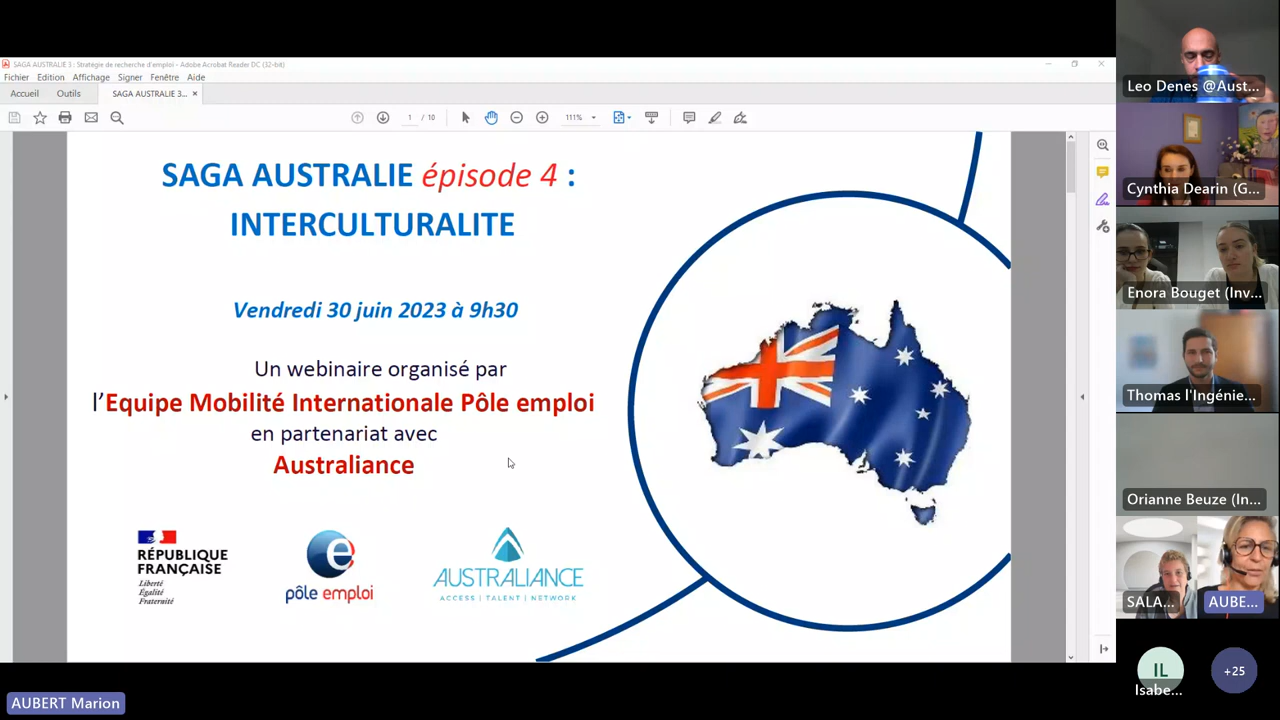 SAGA AUSTRALIE 3 : Stratégie de recherche d'emploi - Adobe Acrobat Reader DC (32-bit)
Fichier Edition Affichage Signer Fenêtre Aide
Accueil Outils SAGA AUSTRALIE 3... ×
1 / 10 111%
SAGA AUSTRALIE épisode 4 :
INTERCULTURALITE
Vendredi 30 juin 2023 à 9h30
Un webinaire organisé par
l’Equipe Mobilité Internationale Pôle emploi
en partenariat avec
Australiance
RÉPUBLIQUE
FRANÇAISE
Liberté
Égalité
Fraternité
pôle emploi
AUSTRALIANCE
ACCESS | TALENT | NETWORK
Leo Denes @Aust...
Cynthia Dearin (G...
Enora Bouget (Inv...
Thomas l'Ingénie...
Orianne Beuze (In...
SALA... AUBE...
IL
Isabe...
+25
AUBERT Marion